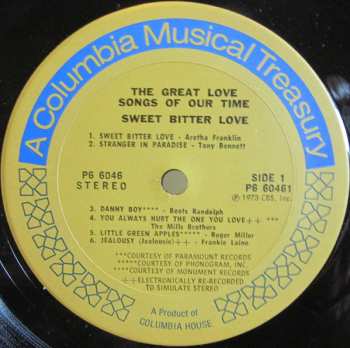 A Columbia Musical Treasury
THE GREAT LOVE
SONGS OF OUR TIME
SWEET BITTER LOVE
1. SWEET BITTER LOVE - Aretha Franklin
2. STRANGER IN PARADISE - Tony Bennett
P6 6046
STEREO
SIDE 1
P6 60461
℗ 1973 CBS, Inc.
3. DANNY BOY**** - Boots Randolph
4. YOU ALWAYS HURT THE ONE YOU LOVE++ ***
The Mills Brothers
5. LITTLE GREEN APPLES***** - Roger Miller
6. JEALOUSY (Jealousie)++ - Frankie Laine
***COURTESY OF PARAMOUNT RECORDS
*****COURTESY OF PHONOGRAM, INC.
****COURTESY OF MONUMENT RECORDS
++ELECTRONICALLY RE-RECORDED
TO SIMULATE STEREO
A Product of
COLUMBIA HOUSE